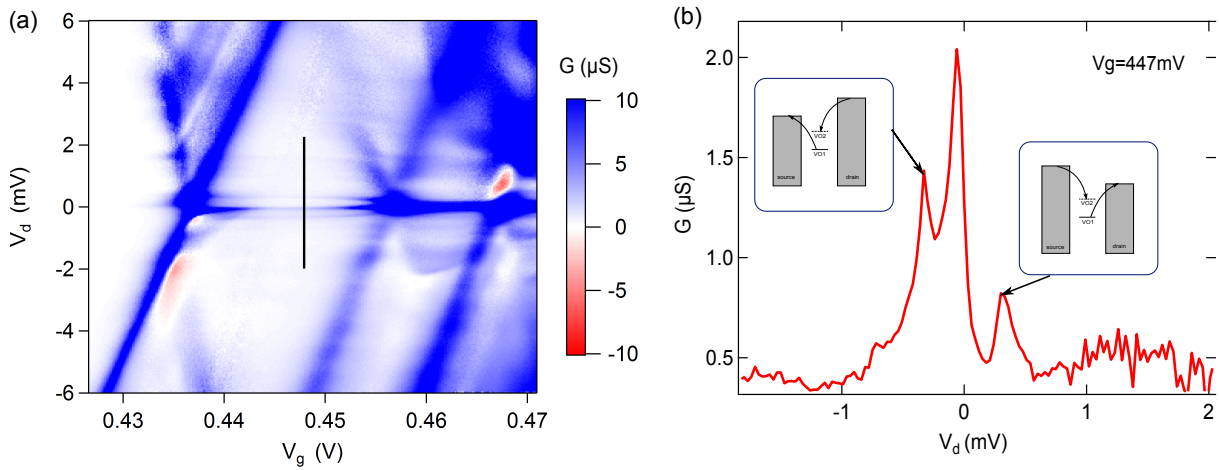 (a)
6
4
2
0
-2
-4
-6
V_d (mV)
0.43
0.44
0.45
0.46
0.47
V_g (V)
G (µS)
10
5
0
-5
-10
(b)
2.0
1.5
1.0
0.5
G (µS)
Vg=447mV
VO2
VO1
source
drain
VO2
VO1
source
drain
-1
0
1
2
V_d (mV)